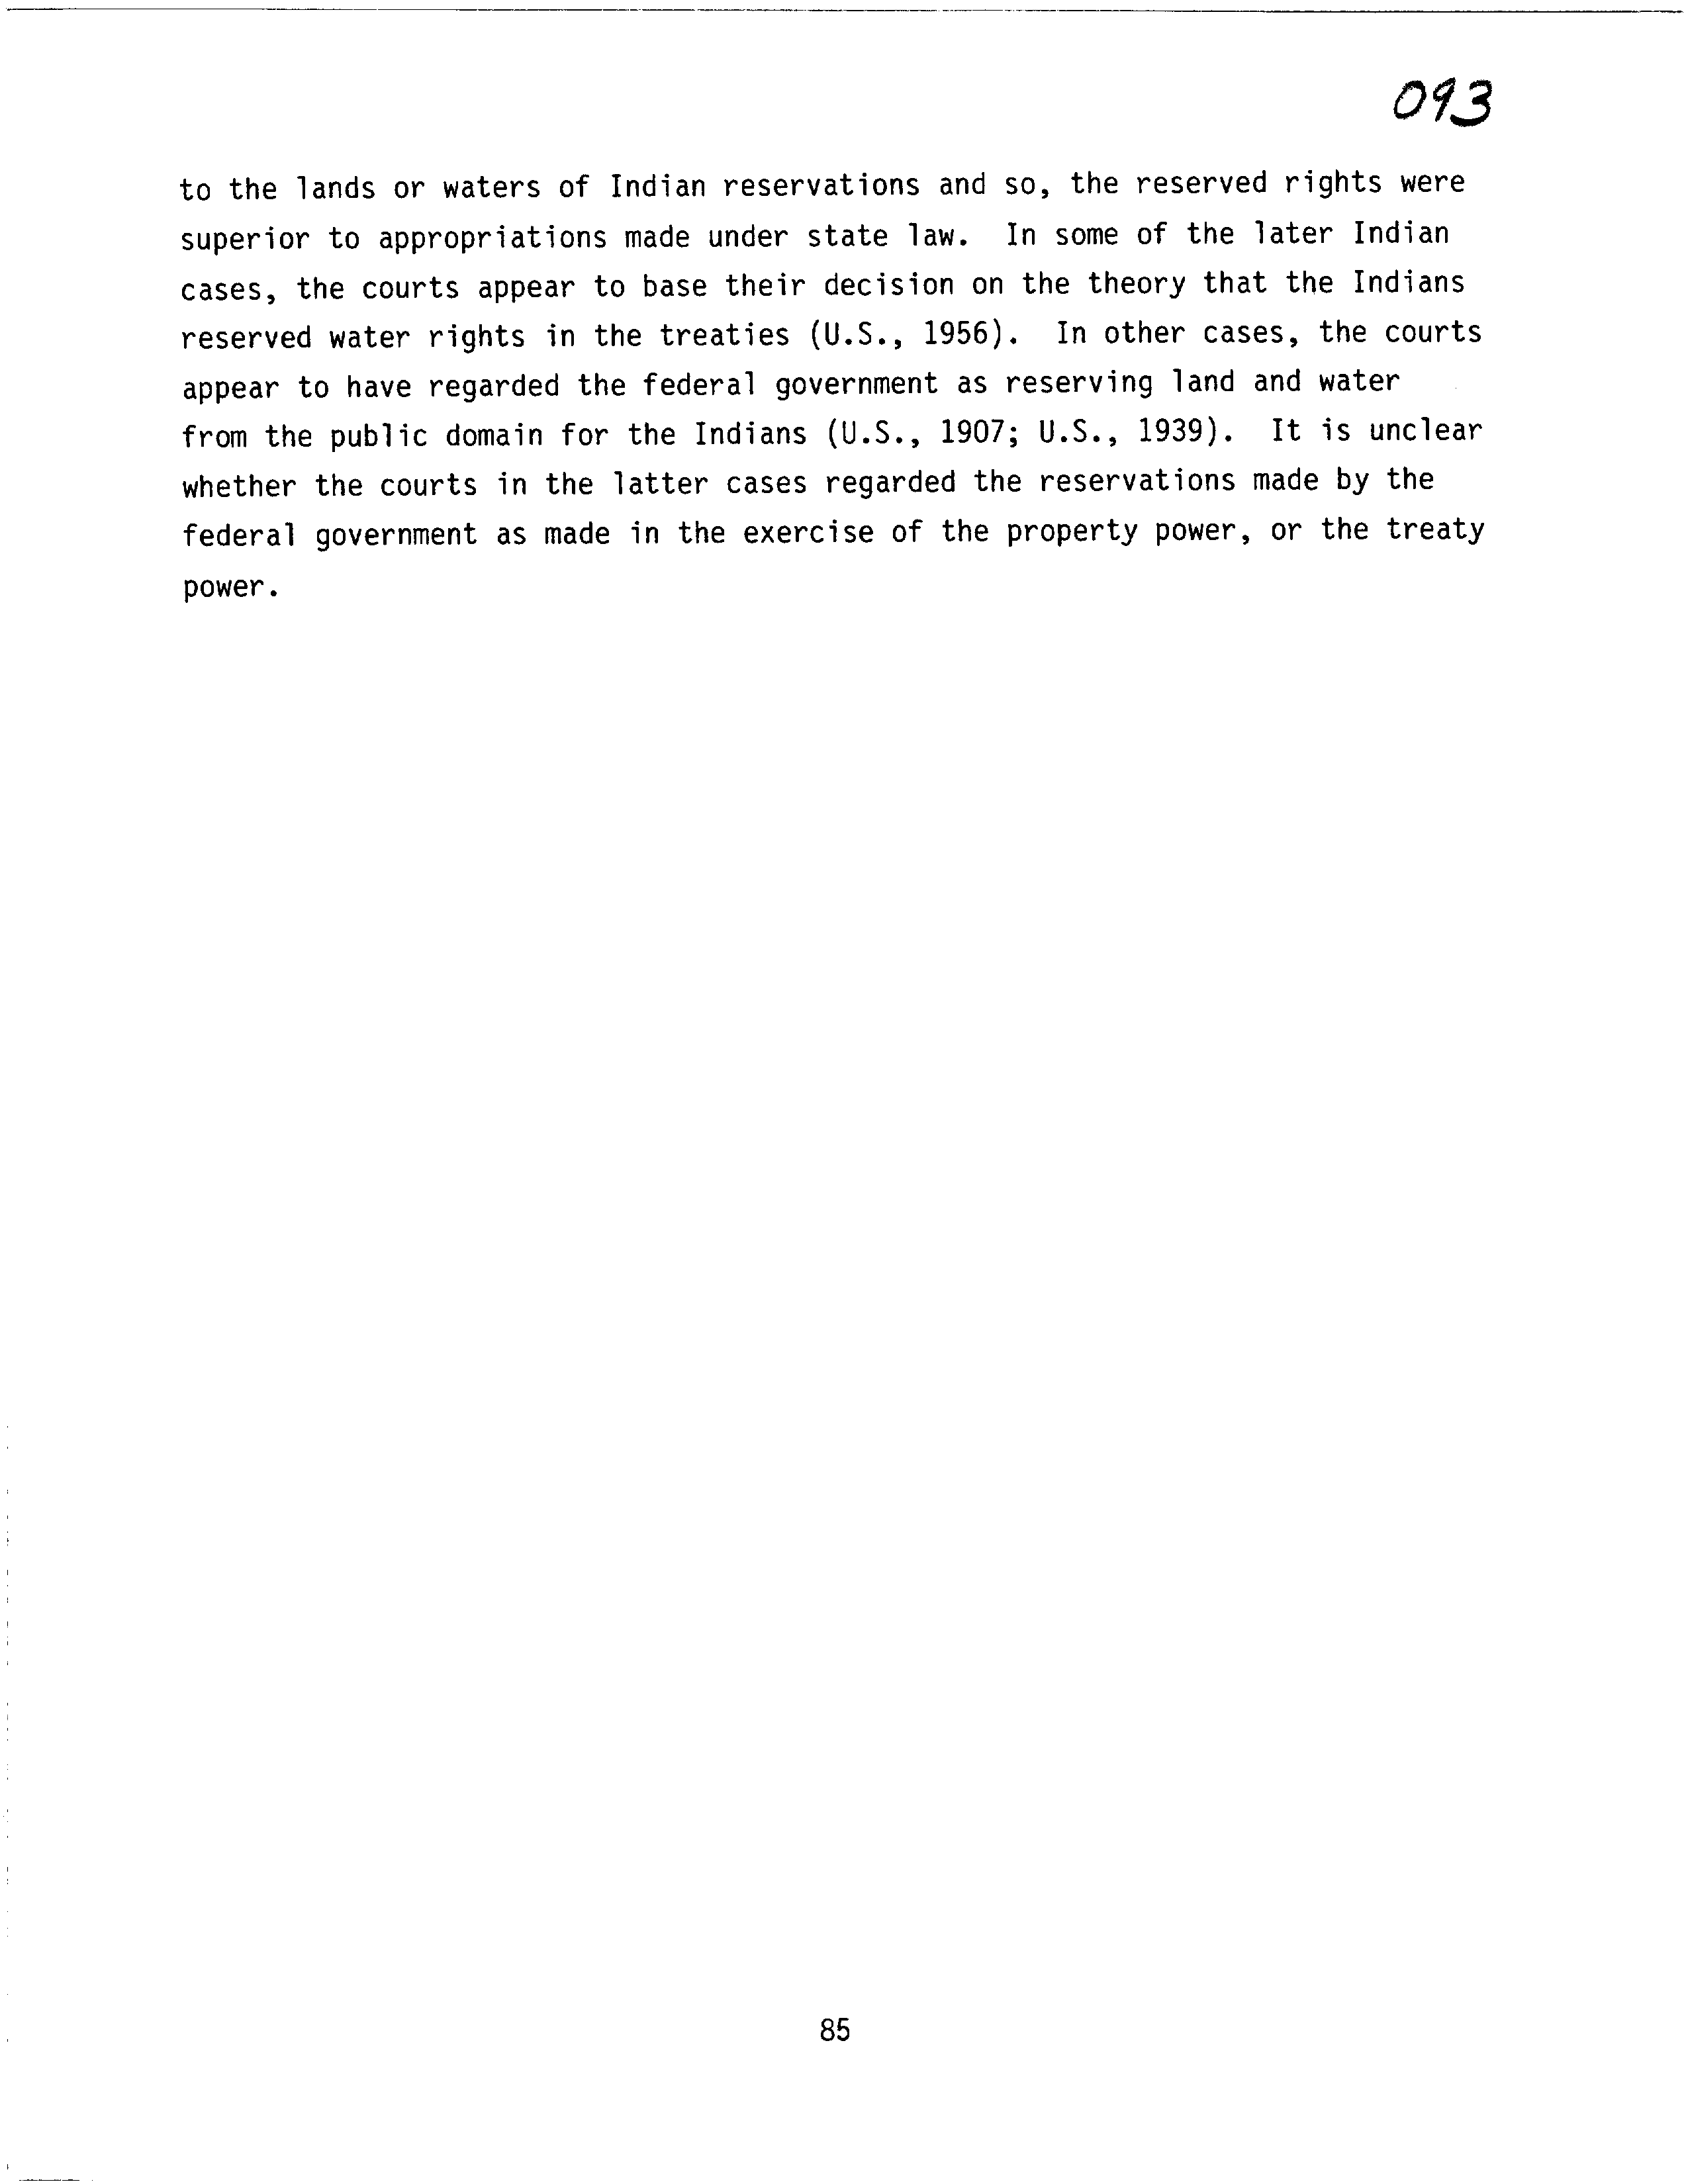 093
to the lands or waters of Indian reservations and so, the reserved rights were
superior to appropriations made under state law. In some of the later Indian
cases, the courts appear to base their decision on the theory that the Indians
reserved water rights in the treaties (U.S., 1956). In other cases, the courts
appear to have regarded the federal government as reserving land and water
from the public domain for the Indians (U.S., 1907; U.S., 1939). It is unclear
whether the courts in the latter cases regarded the reservations made by the
federal government as made in the exercise of the property power, or the treaty
power.
85